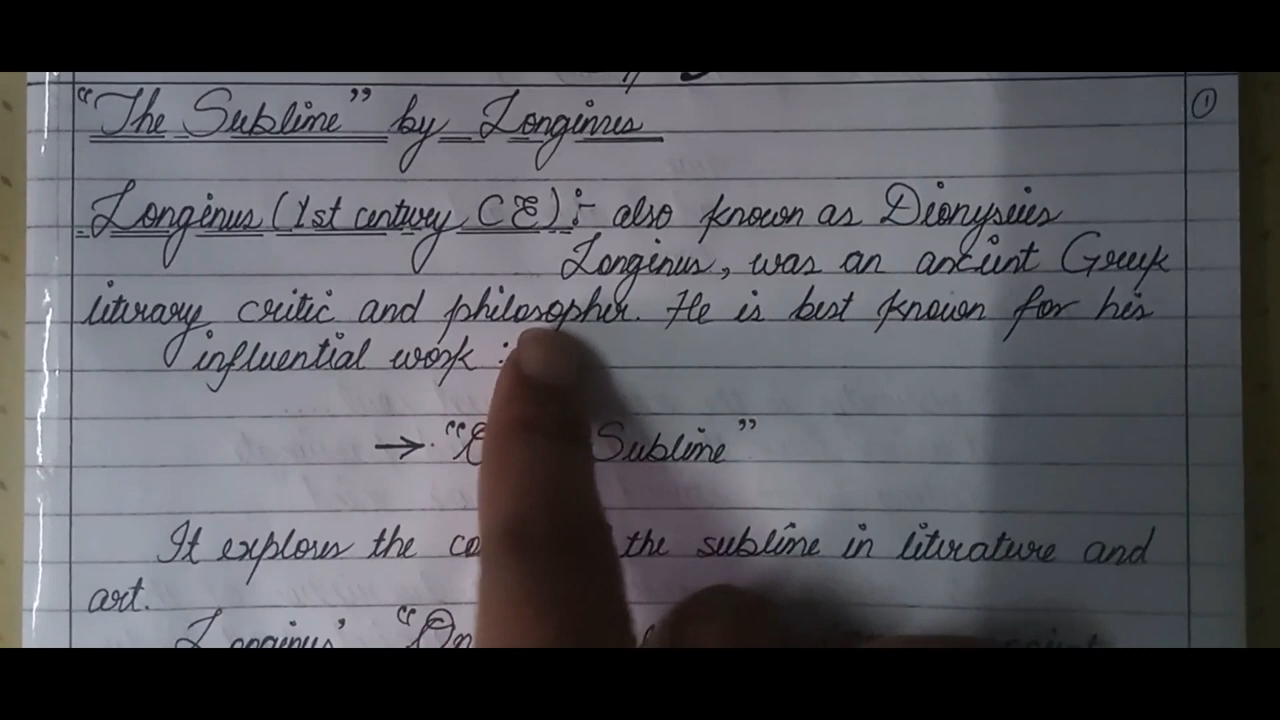 "The Sublime" by Longinus
①
Longinus (1st century CE) :- also known as Dionysius
Longinus, was an ancient Greek
literary critic and philosopher. He is best known for his
influential work :
→ " Sublime"
It explores the the sublime in literature and
art.
Longinus' "On